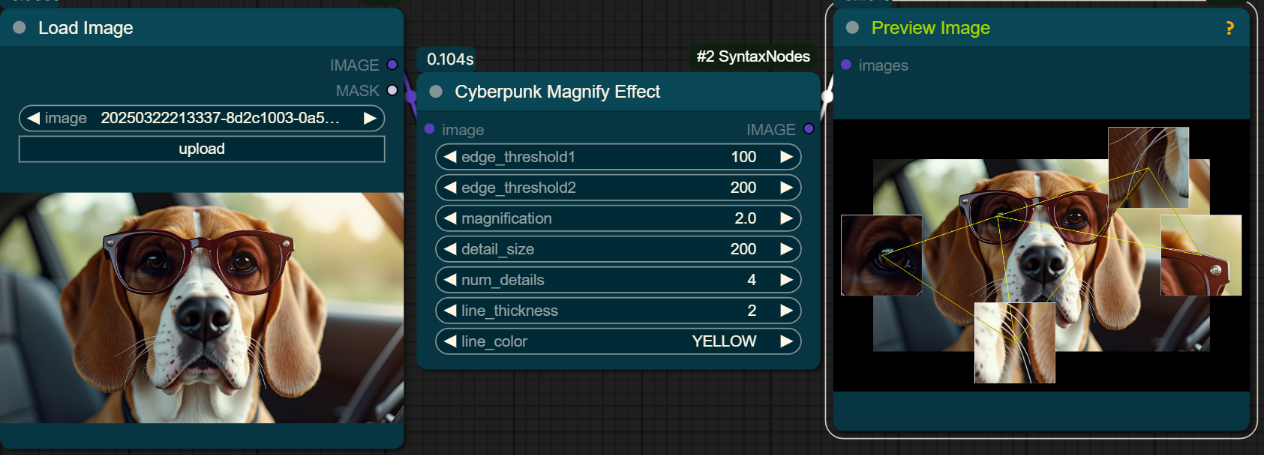 Load Image
IMAGE
MASK
image 20250322213337-8d2c1003-0a5...
upload
0.104s
#2 SyntaxNodes
Cyberpunk Magnify Effect
image IMAGE
edge_threshold1 100
edge_threshold2 200
magnification 2.0
detail_size 200
num_details 4
line_thickness 2
line_color YELLOW
Preview Image ?
images